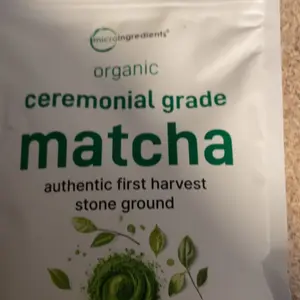 microingredients®
organic
ceremonial grade
matcha
authentic first harvest
stone ground